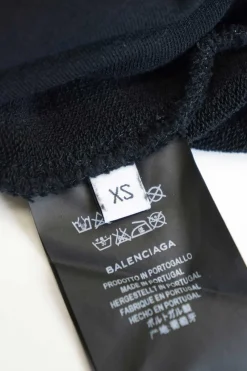 XS
BALENCIAGA
PRODOTTO IN PORTOGALLO
MADE IN PORTUGAL
HERGESTELLT IN PORTUGAL
FABRIQUE EN PORTUGAL
HECHO EN PORTUGAL
ポルトガル製